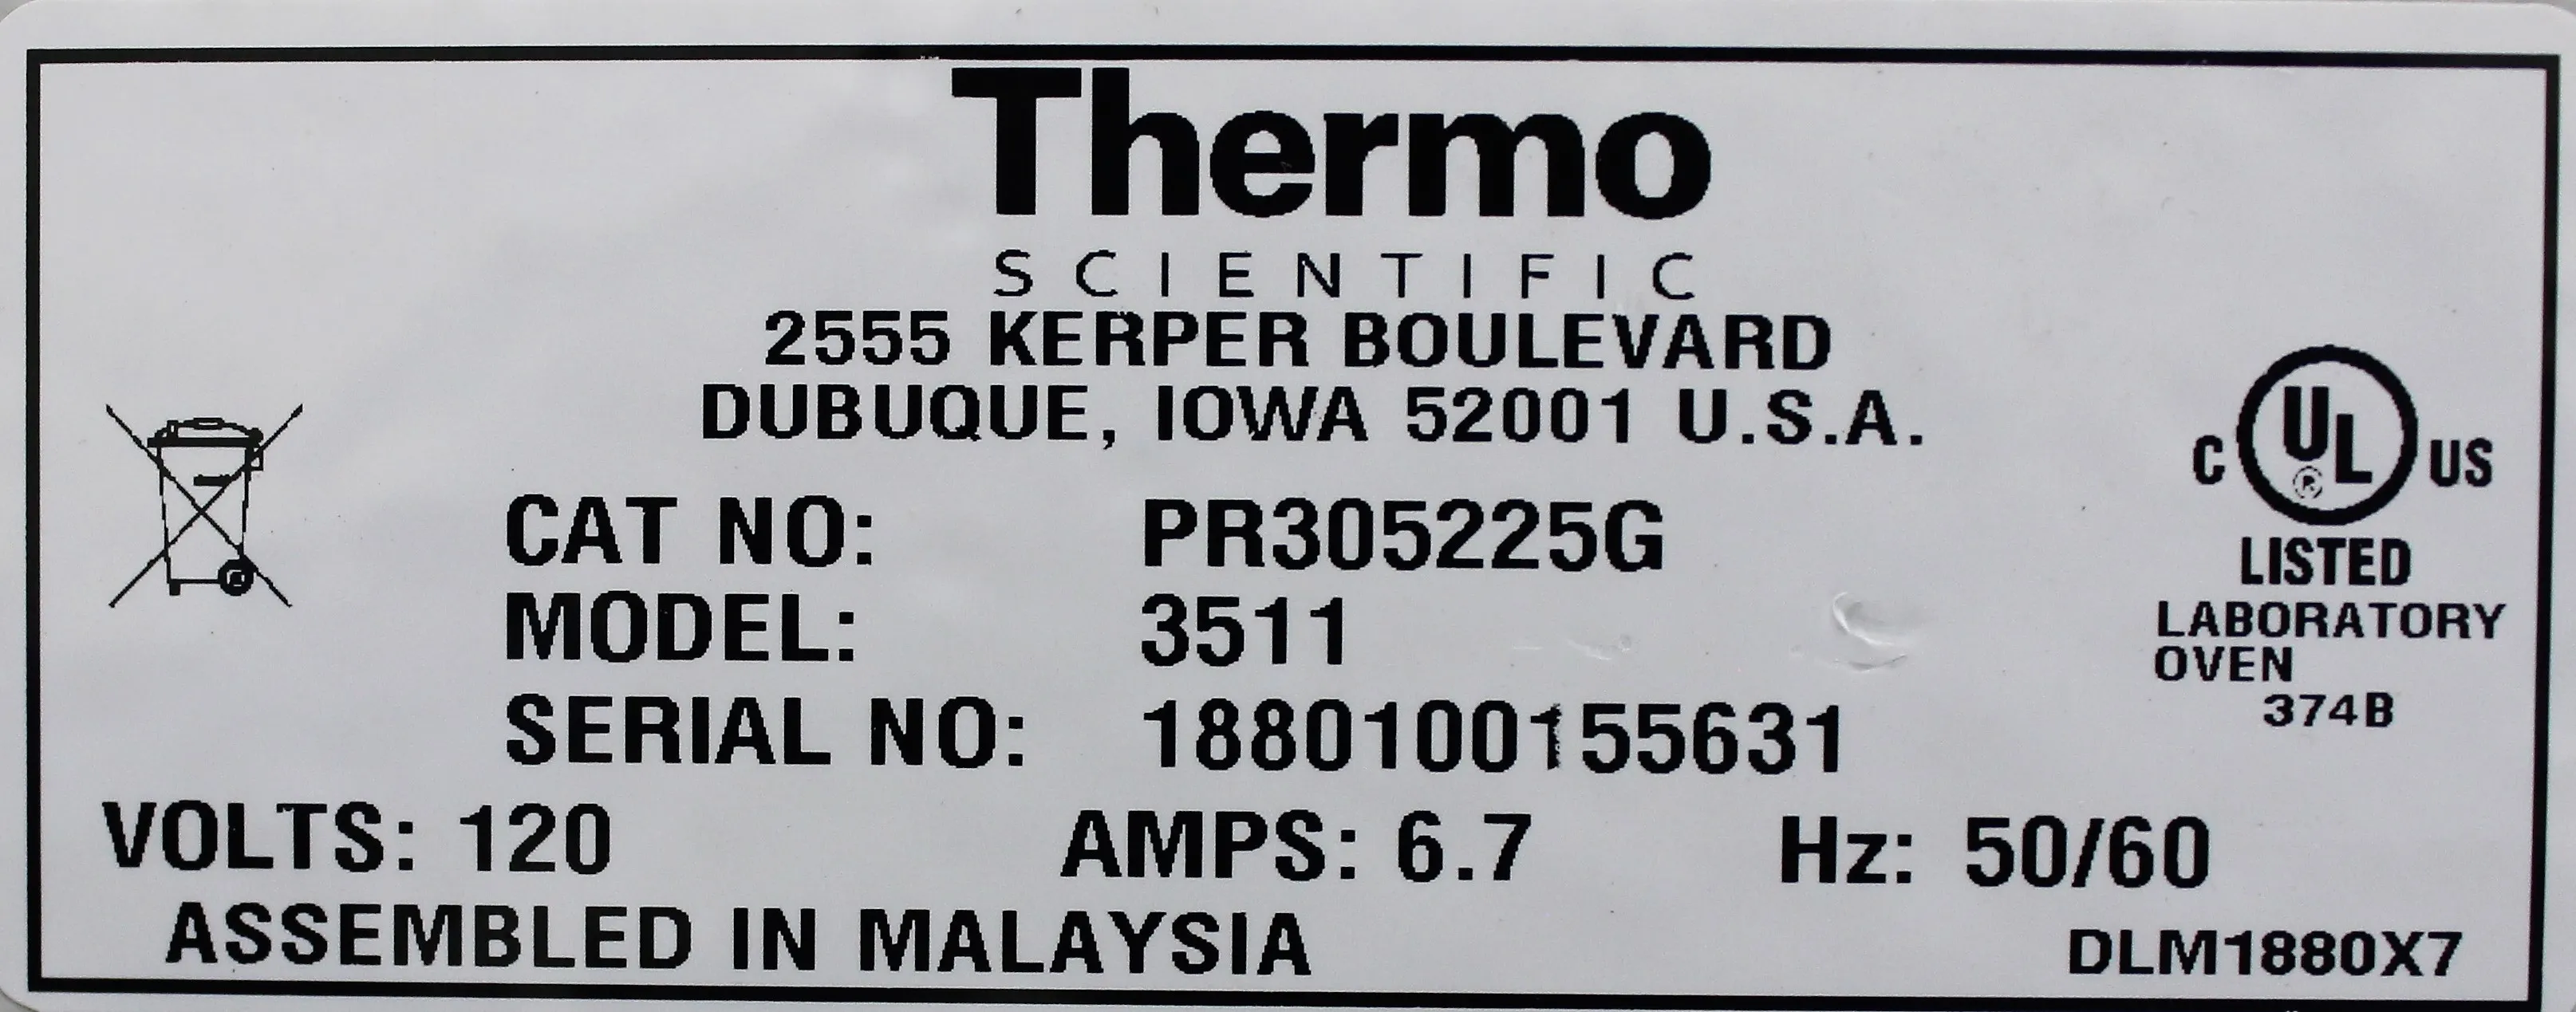 Thermo
SCIENTIFIC
2555 KERPER BOULEVARD
DUBUQUE, IOWA 52001 U.S.A.
C UL® US
LISTED
LABORATORY
OVEN
374B
CAT NO: PR305225G
MODEL: 3511
SERIAL NO: 1880100155631
VOLTS: 120 AMPS: 6.7 Hz: 50/60
ASSEMBLED IN MALAYSIA DLM1880X7